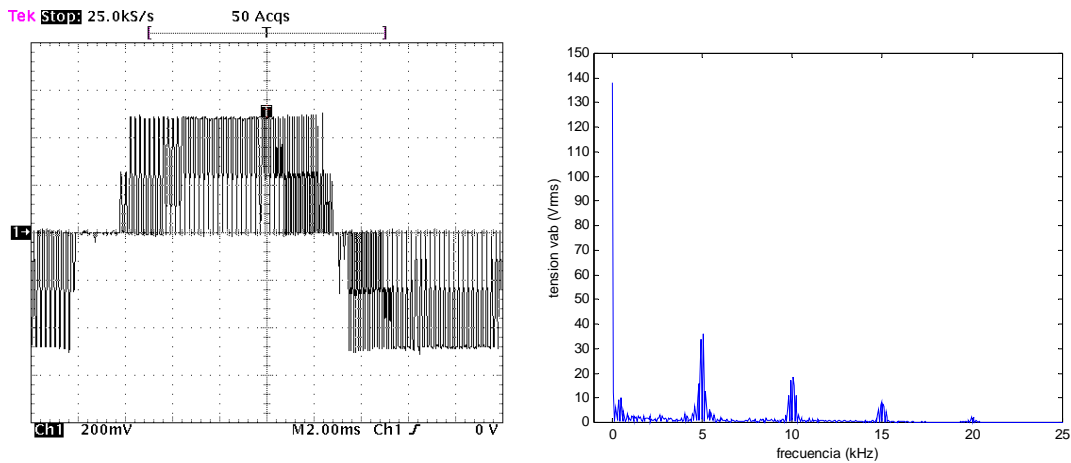 Tek Stop: 25.0kS/s 50 Acqs
T
T
1→
Ch1 200mV M2.00ms Ch1 ƒ 0 V
150
140
130
120
110
100
90
80
70
60
50
40
30
20
10
0
tension vab (Vrms)
0 5 10 15 20 25
frecuencia (kHz)